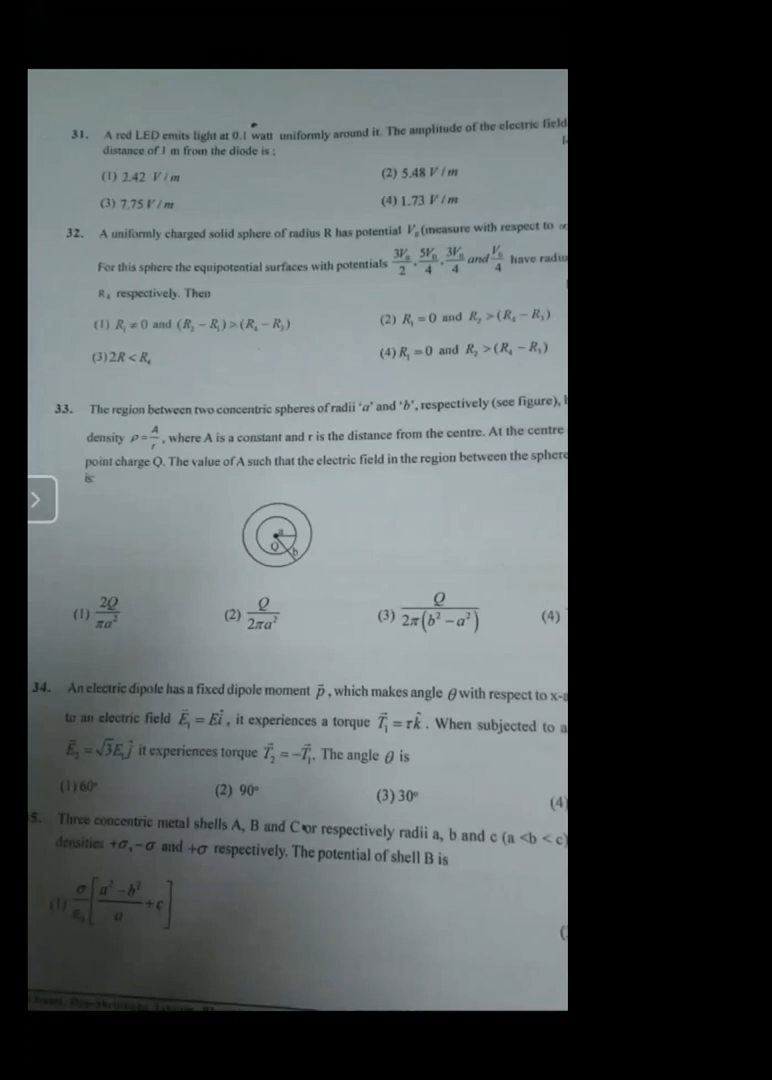 31. A red LED emits light at 0.1 watt uniformly around it. The amplitude of the electric field
distance of 1 m from the diode is ;
(1) 2.42 V/m (2) 5.48 V/m
(3) 7.75 V/m (4) 1.73 V/m
32. A uniformly charged solid sphere of radius R has potential V₀ (measure with respect to ∞
For this sphere the equipotential surfaces with potentials 3V₀/2, 5V₀/4, 3V₀/4 and V₀/4 have radiu
R₄ respectively. Then
(1) R₁ ≠ 0 and (R₂ − R₁) > (R₄ − R₃) (2) R₁ = 0 and R₂ > (R₄ − R₃)
(3) 2R < R₄ (4) R₁ = 0 and R₂ > (R₄ − R₃)
33. The region between two concentric spheres of radii 'a' and 'b', respectively (see figure), h
density ρ = A/r, where A is a constant and r is the distance from the centre. At the centre
point charge Q. The value of A such that the electric field in the region between the sphere
is:
a
Q
b
(1) 2Q/πa² (2) Q/2πa² (3) Q/2π(b² − a²) (4)
34. An electric dipole has a fixed dipole moment p⃗, which makes angle θ with respect to x-a
to an electric field E⃗₁ = Eî, it experiences a torque T⃗₁ = τk̂. When subjected to a
E⃗₂ = √3E₁ĵ it experiences torque T⃗₂ = −T⃗₁. The angle θ is
(1) 60° (2) 90° (3) 30° (4)
5. Three concentric metal shells A, B and C or respectively radii a, b and c (a <b < c)
densities +σ, −σ and +σ respectively. The potential of shell B is
(1) σ/ε₀ [(a² − b²)/a + c]